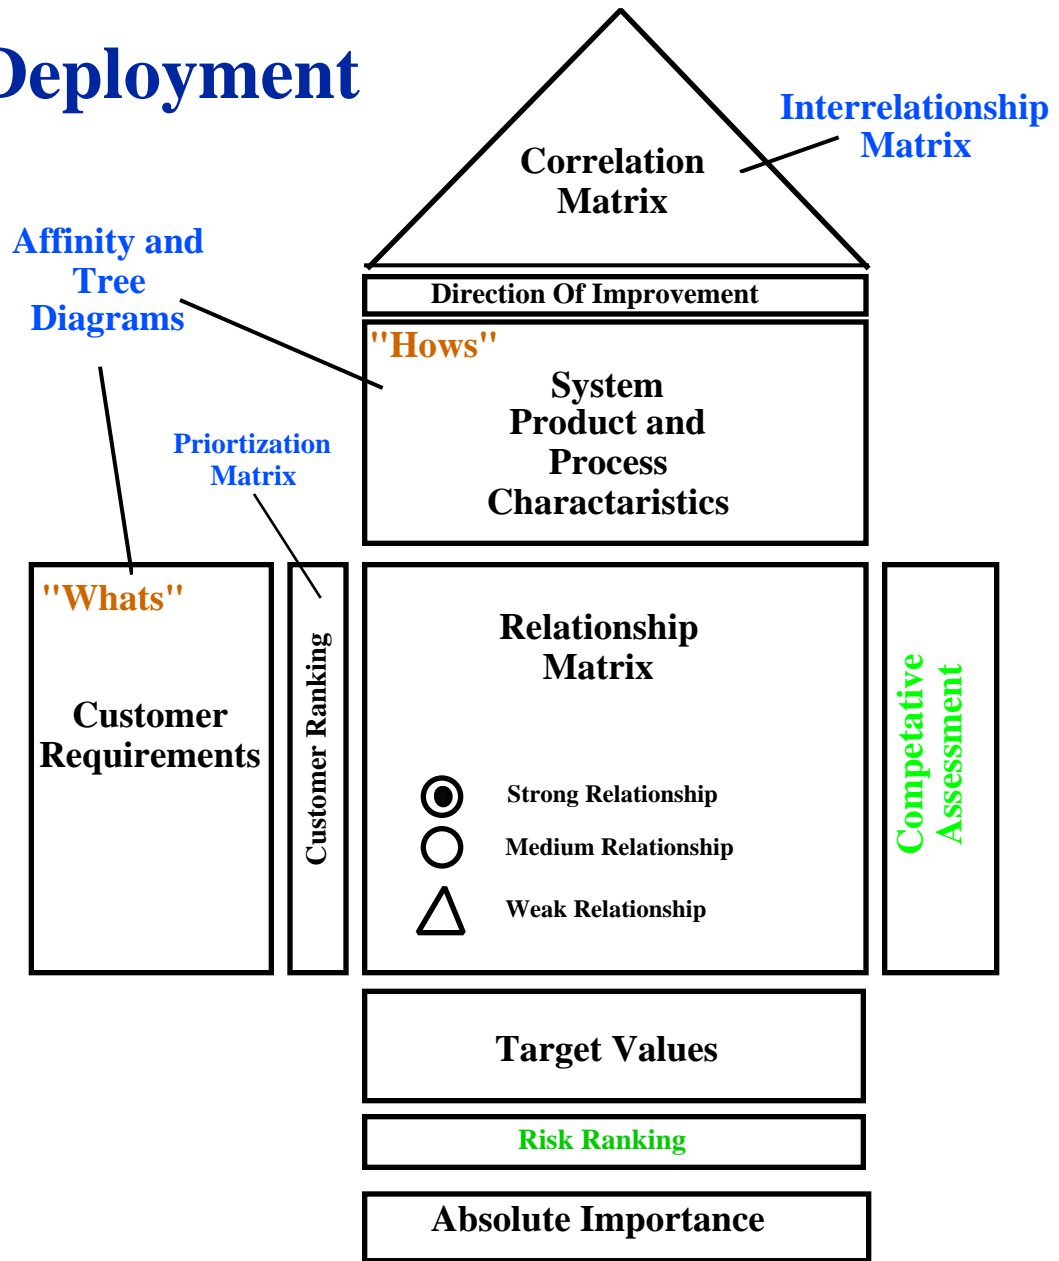 Deployment
Interrelationship
Matrix
Correlation
Matrix
Affinity and
Tree
Diagrams
Direction Of Improvement
"Hows"
System
Product and
Process
Charactaristics
Priortization
Matrix
"Whats"
Customer
Requirements
Customer Ranking
Relationship
Matrix
Strong Relationship
Medium Relationship
Weak Relationship
Competative
Assessment
Target Values
Risk Ranking
Absolute Importance